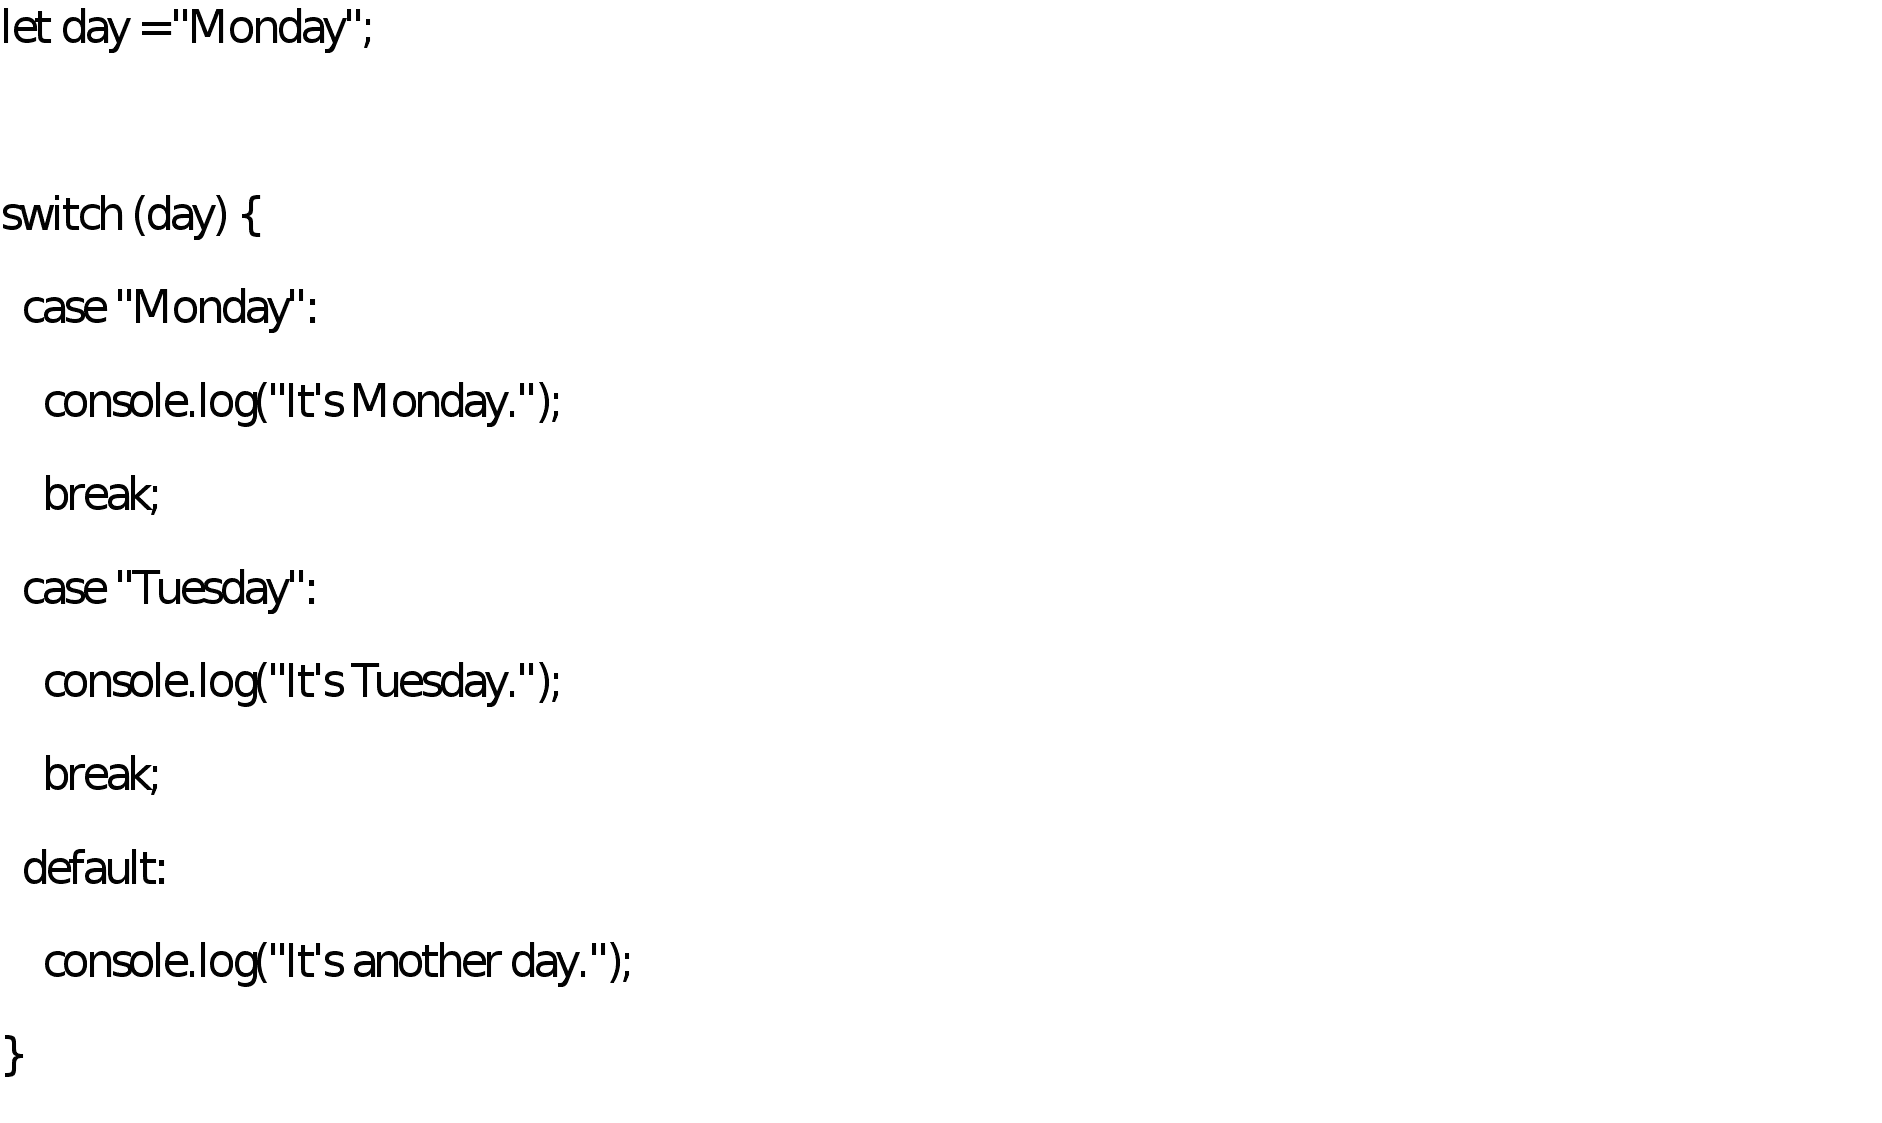 let day ="Monday";
switch (day) {
case "Monday":
console.log("It's Monday.");
break;
case "Tuesday":
console.log("It's Tuesday.");
break;
default:
console.log("It's another day.");
}